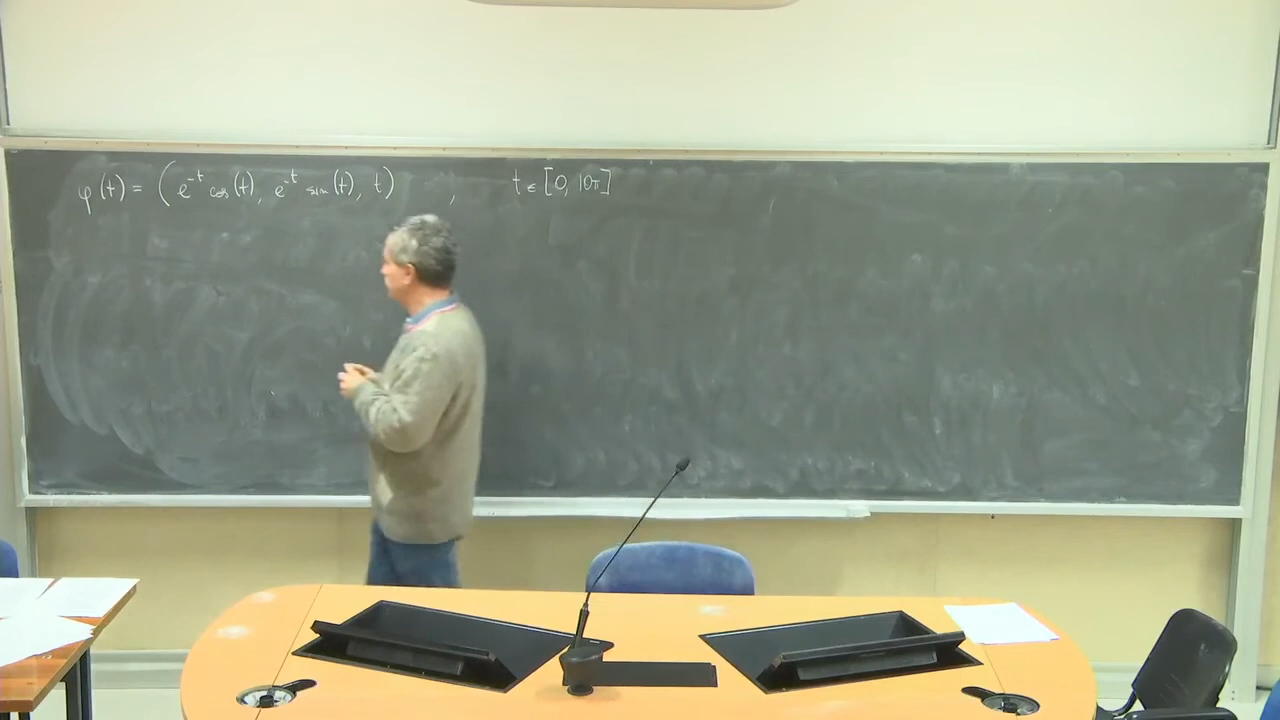 φ(t) = (e^{-t} cos(t), e^{-t} sin(t), t) , t ∈ [0, 10π]